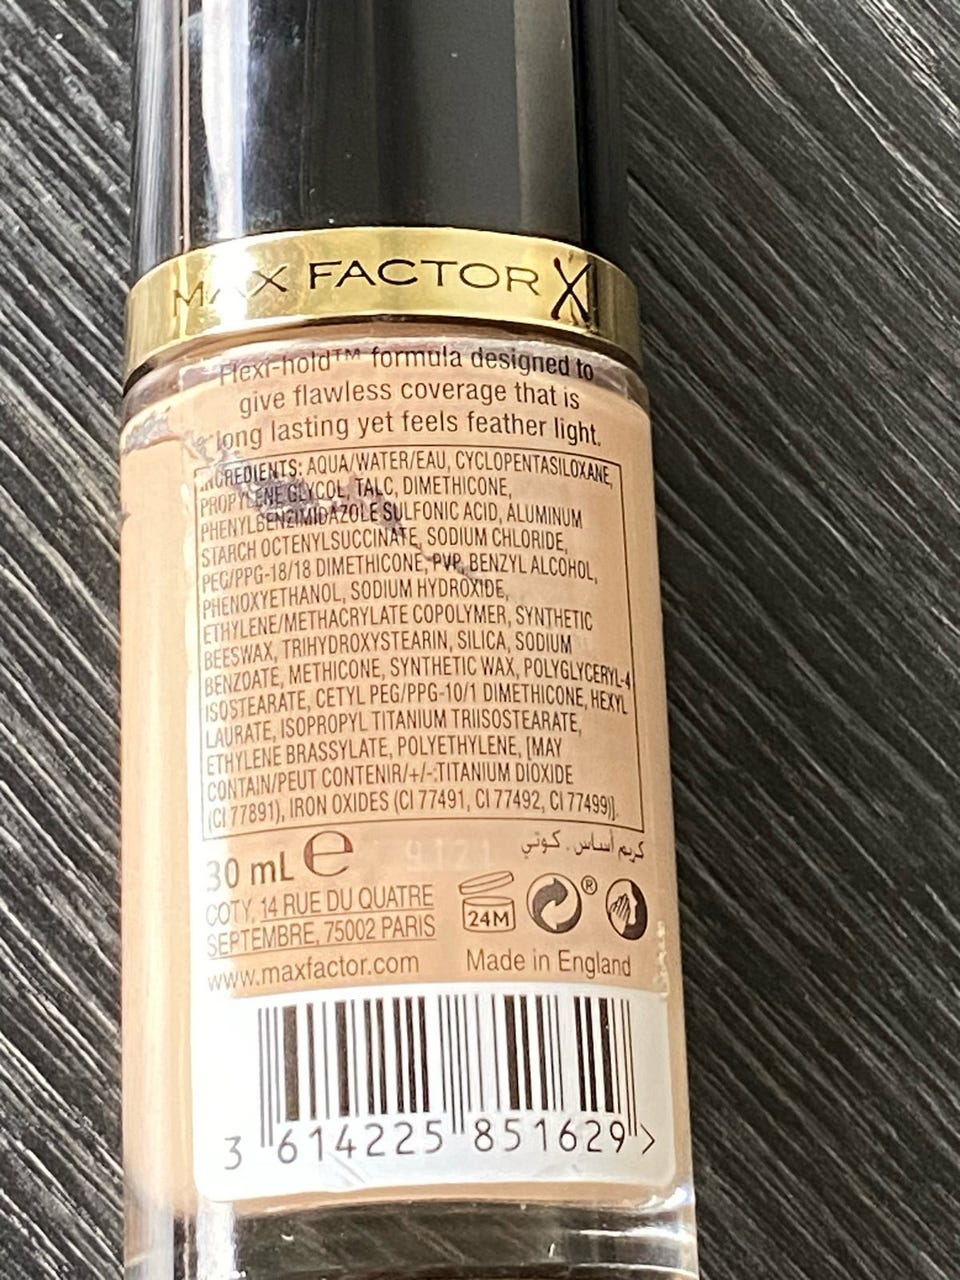 MAX FACTOR X
Flexi-hold™ formula designed to
give flawless coverage that is
long lasting yet feels feather light.
INGREDIENTS: AQUA/WATER/EAU, CYCLOPENTASILOXANE,
PROPYLENE GLYCOL, TALC, DIMETHICONE,
PHENYLBENZIMIDAZOLE SULFONIC ACID, ALUMINUM
STARCH OCTENYLSUCCINATE, SODIUM CHLORIDE,
PEG/PPG-18/18 DIMETHICONE, PVP, BENZYL ALCOHOL,
PHENOXYETHANOL, SODIUM HYDROXIDE,
ETHYLENE/METHACRYLATE COPOLYMER, SYNTHETIC
BEESWAX, TRIHYDROXYSTEARIN, SILICA, SODIUM
BENZOATE, METHICONE, SYNTHETIC WAX, POLYGLYCERYL-4
ISOSTEARATE, CETYL PEG/PPG-10/1 DIMETHICONE, HEXYL
LAURATE, ISOPROPYL TITANIUM TRIISOSTEARATE,
ETHYLENE BRASSYLATE, POLYETHYLENE, [MAY
CONTAIN/PEUT CONTENIR/+/-:TITANIUM DIOXIDE
(CI 77891), IRON OXIDES (CI 77491, CI 77492, CI 77499)].
30 mL e 9121 كريم أساس . كوتي
COTY, 14 RUE DU QUATRE
SEPTEMBRE, 75002 PARIS
24M ®
www.maxfactor.com Made in England
3 614225 851629 >